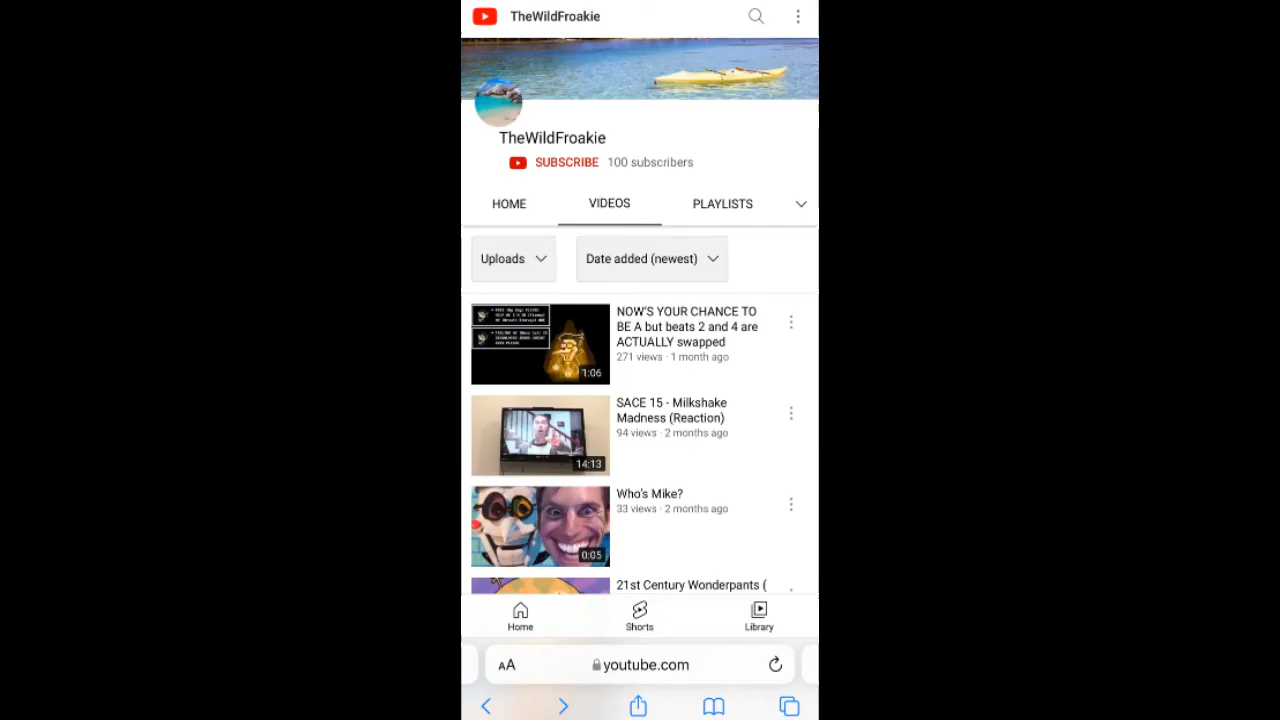 TheWildFroakie
TheWildFroakie
SUBSCRIBE 100 subscribers
HOME VIDEOS PLAYLISTS
Uploads Date added (newest)
NOW'S YOUR CHANCE TO
BE A but beats 2 and 4 are
ACTUALLY swapped
271 views · 1 month ago
1:06
SACE 15 - Milkshake
Madness (Reaction)
94 views · 2 months ago
14:13
Who's Mike?
33 views · 2 months ago
0:05
21st Century Wonderpants (
Home Shorts Library
AA youtube.com